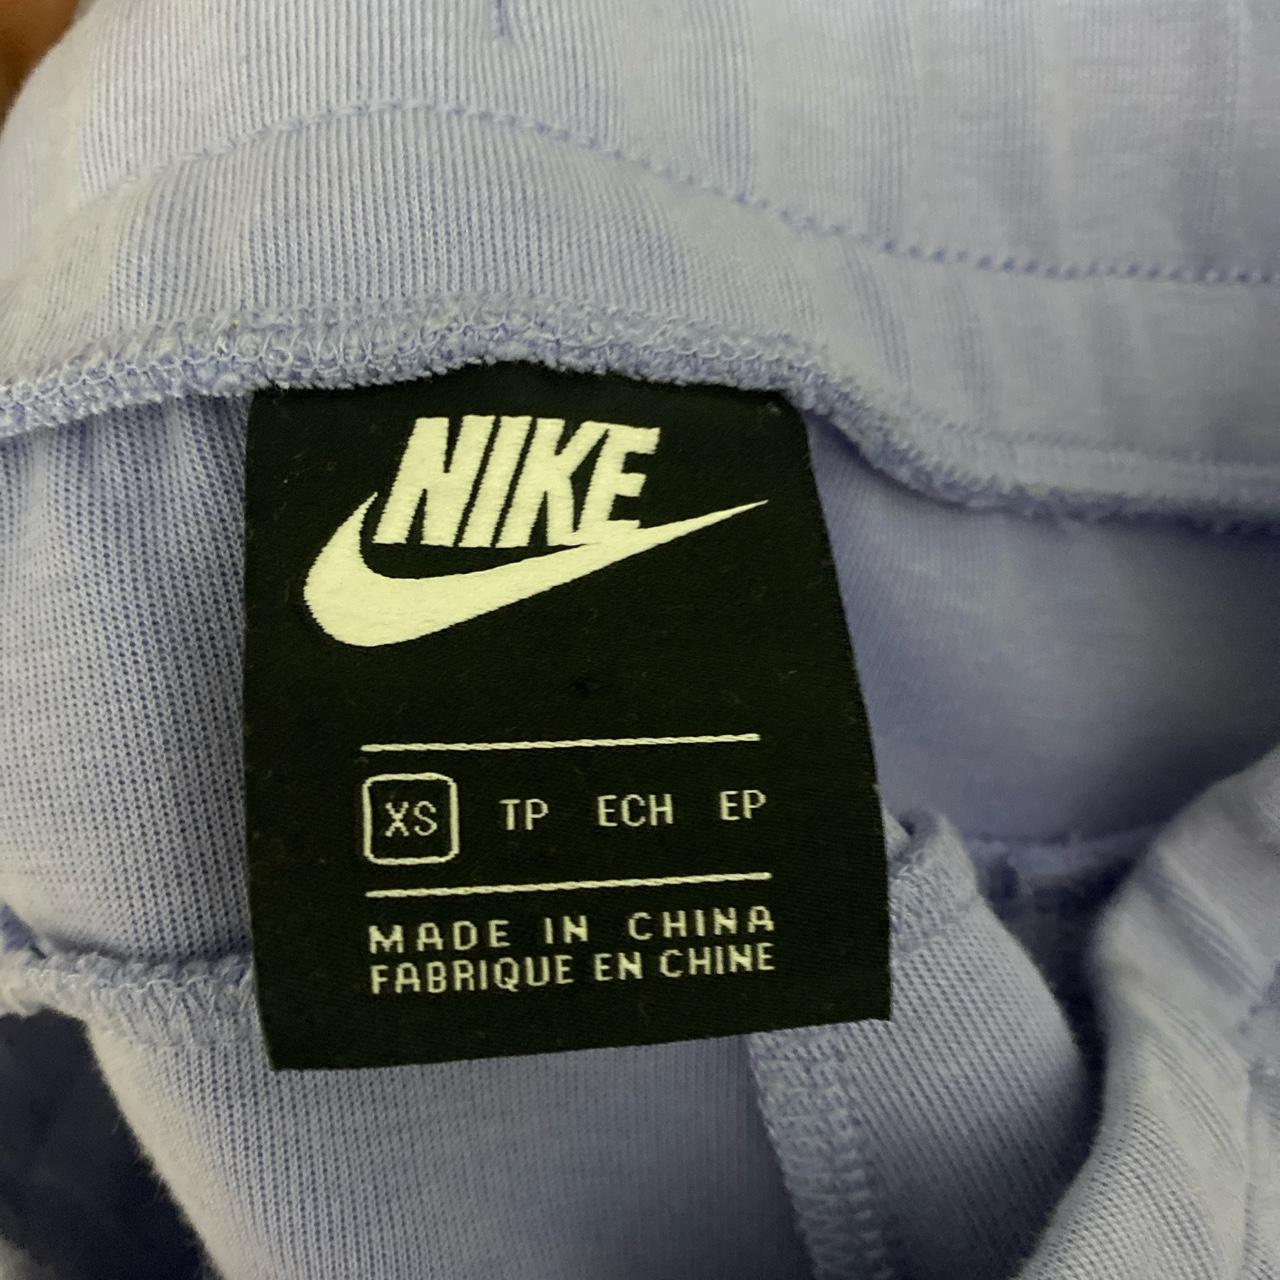 NIKE
XS TP ECH EP
MADE IN CHINA
FABRIQUE EN CHINE